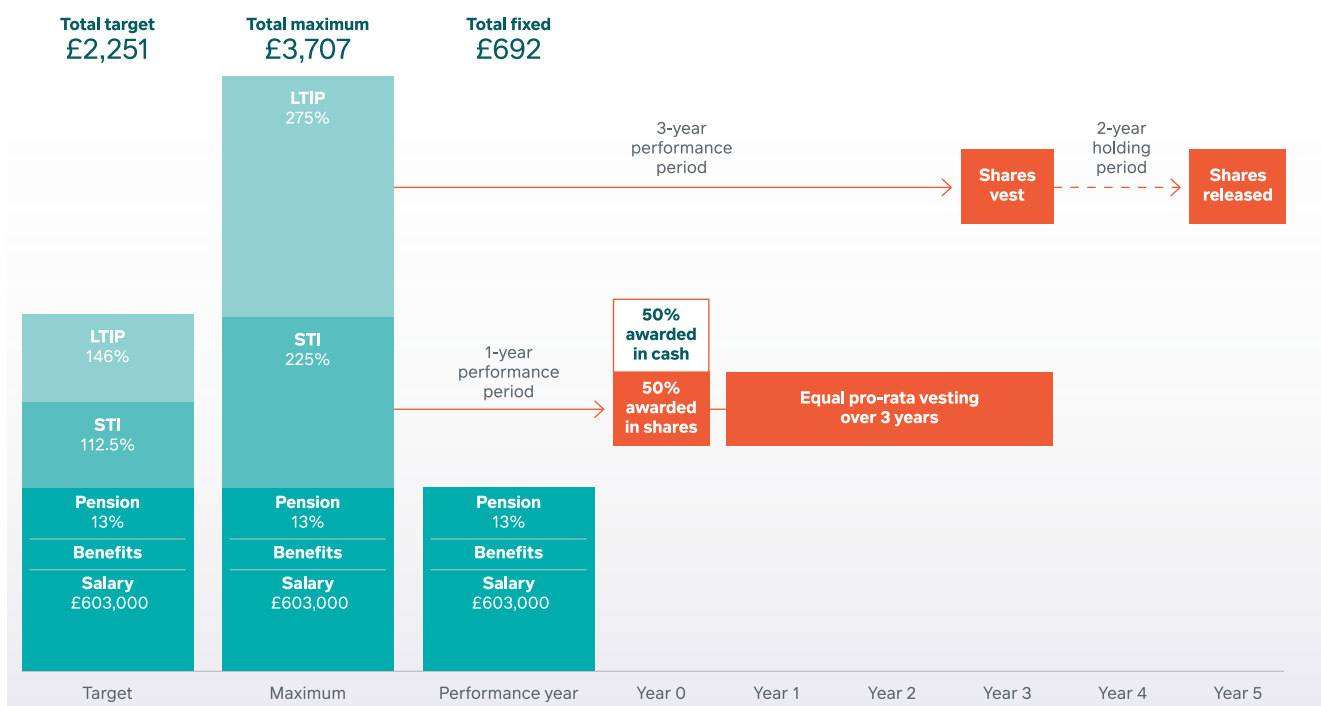 Total target
£2,251
Total maximum
£3,707
Total fixed
£692
LTIP
146%
STI
112.5%
Pension
13%
Benefits
Salary
£603,000
LTIP
275%
STI
225%
Pension
13%
Benefits
Salary
£603,000
Pension
13%
Benefits
Salary
£603,000
3-year
performance
period
Shares
vest
2-year
holding
period
Shares
released
1-year
performance
period
50%
awarded
in cash
50%
awarded
in shares
Equal pro-rata vesting
over 3 years
Target
Maximum
Performance year
Year 0
Year 1
Year 2
Year 3
Year 4
Year 5